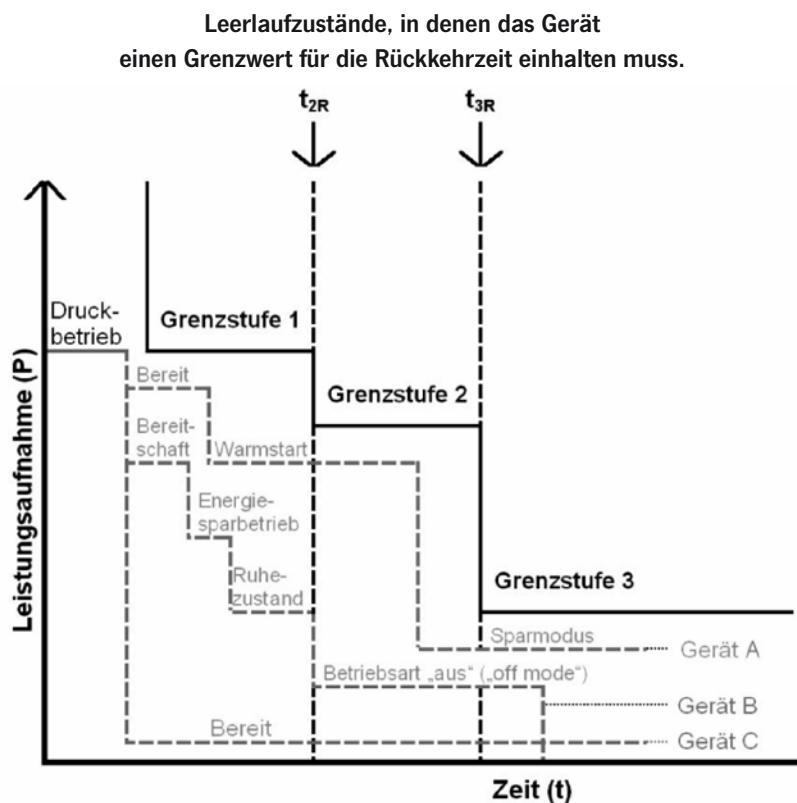 Leerlaufzustände, in denen das Gerät
einen Grenzwert für die Rückkehrzeit einhalten muss.
t2R
t3R
Leistungsaufnahme (P)
Druck-
betrieb
Grenzstufe 1
Bereit
Grenzstufe 2
Bereit-
schaft
Warmstart
Energie-
sparbetrieb
Ruhe-
zustand
Grenzstufe 3
Sparmodus
Gerät A
Betriebsart „aus“ („off mode“)
Gerät B
Bereit
Gerät C
Zeit (t)